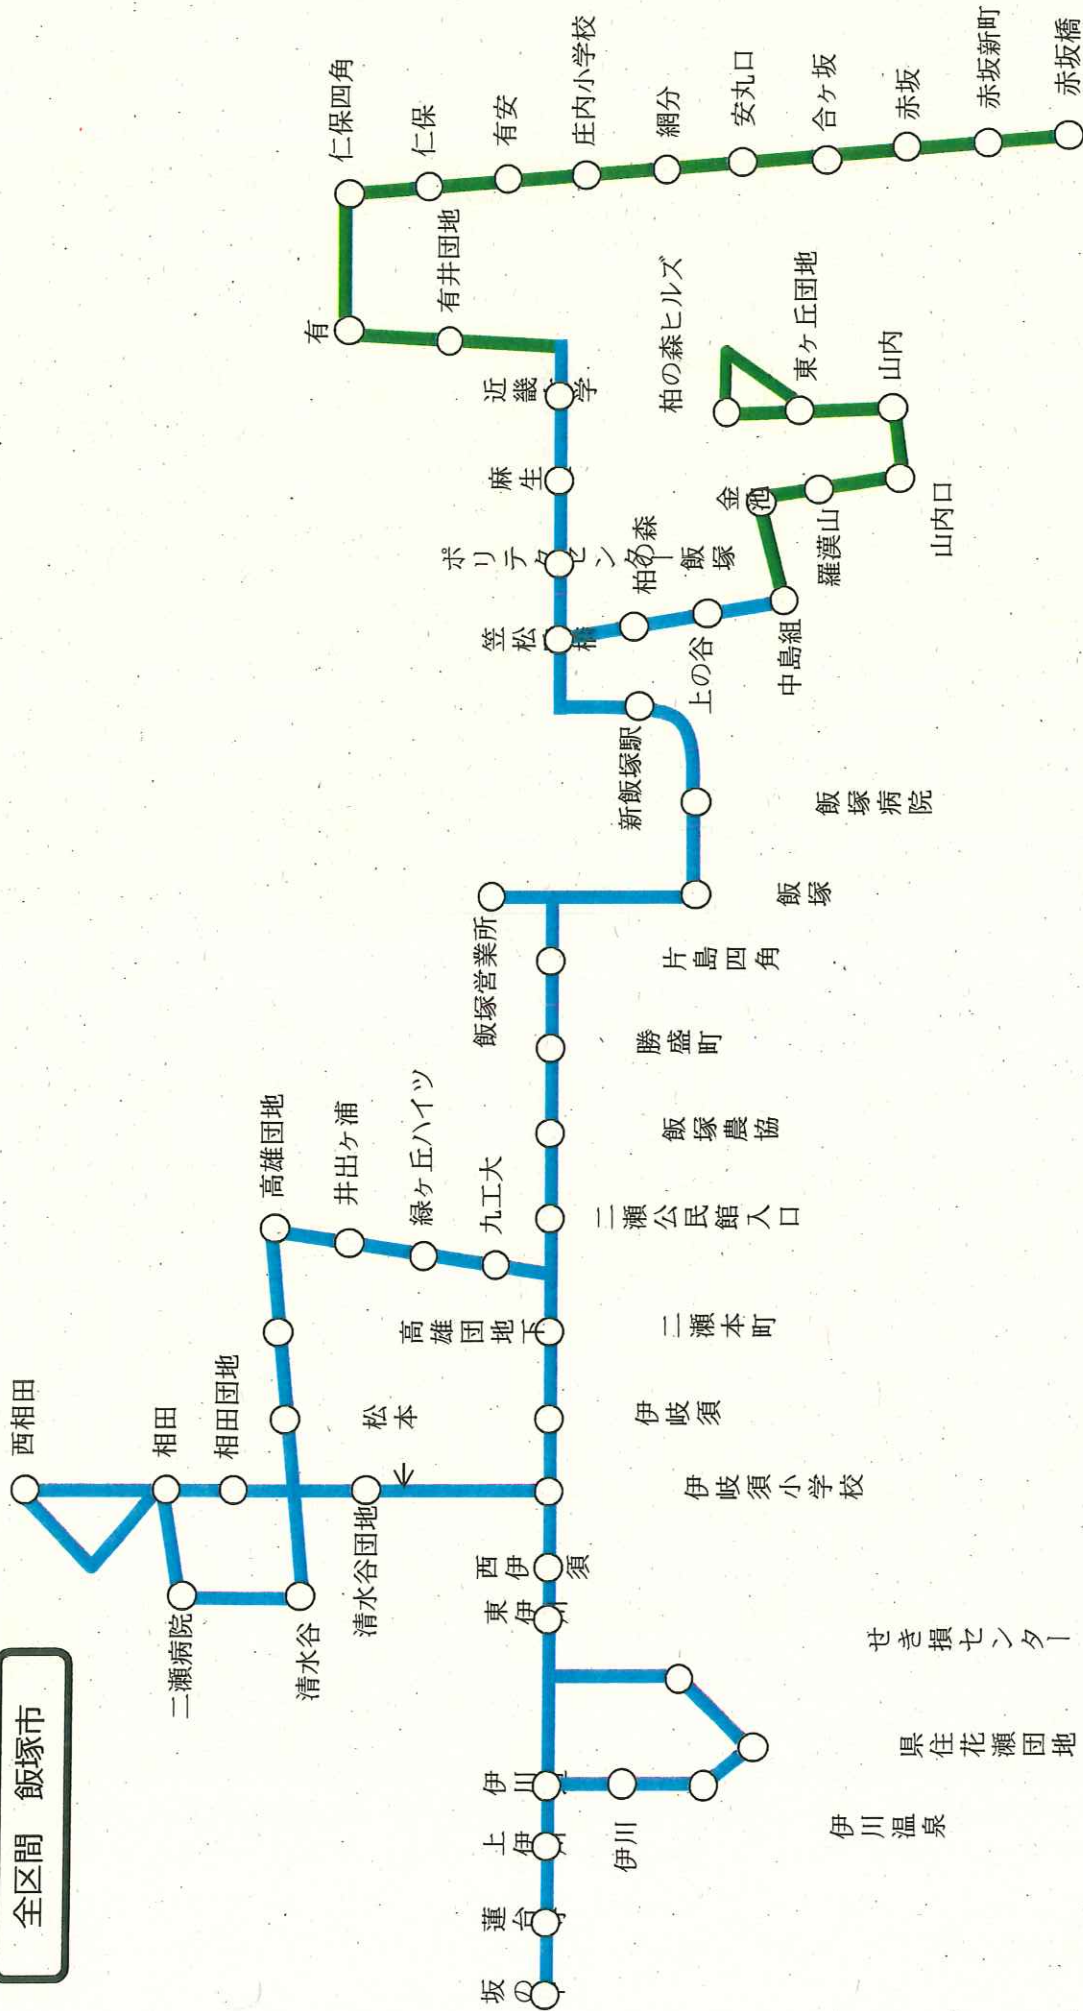 全区間　飯塚市
西相田
相田
相田団地
二瀬病院
清水谷
清水谷団地
松本
高雄団地
井出ヶ浦
緑ヶ丘ハイツ
九工大
高雄団地下
坂の
蓮台
上伊
伊川
伊川
伊川温泉
県住花瀬団地
せき損センター
東伊
西伊 須
伊岐須小学校
伊岐須
二瀬本町
二瀬公民館入口
飯塚農協
勝盛町
片島四角
飯塚営業所
飯塚
飯塚病院
新飯塚駅
笠松 橋
柏の森
上の谷
中島組
金池
羅漢山
山内口
山内
東ヶ丘団地
柏の森ヒルズ
ポリテクセンター飯塚
麻生
近畿 学
有井団地
有
仁保四角
仁保
有安
庄内小学校
綱分
安丸口
合ヶ坂
赤坂
赤坂新町
赤坂橋